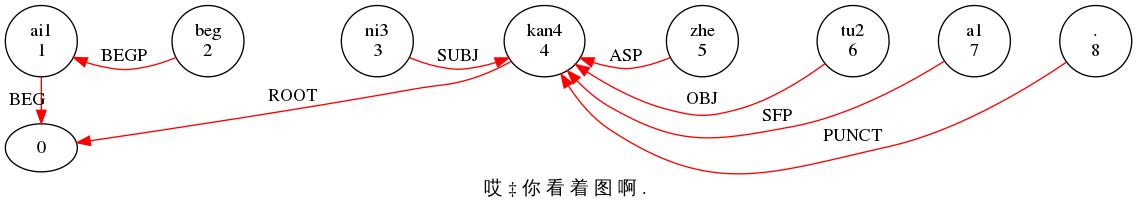 ai1 beg ni3 kan4 zhe tu2 a1 .
1 2 3 4 5 6 7 8
BEGP SUBJ ASP
BEG ROOT OBJ
SFP
PUNCT
0
哎 ‡ 你 看 着 图 啊 .